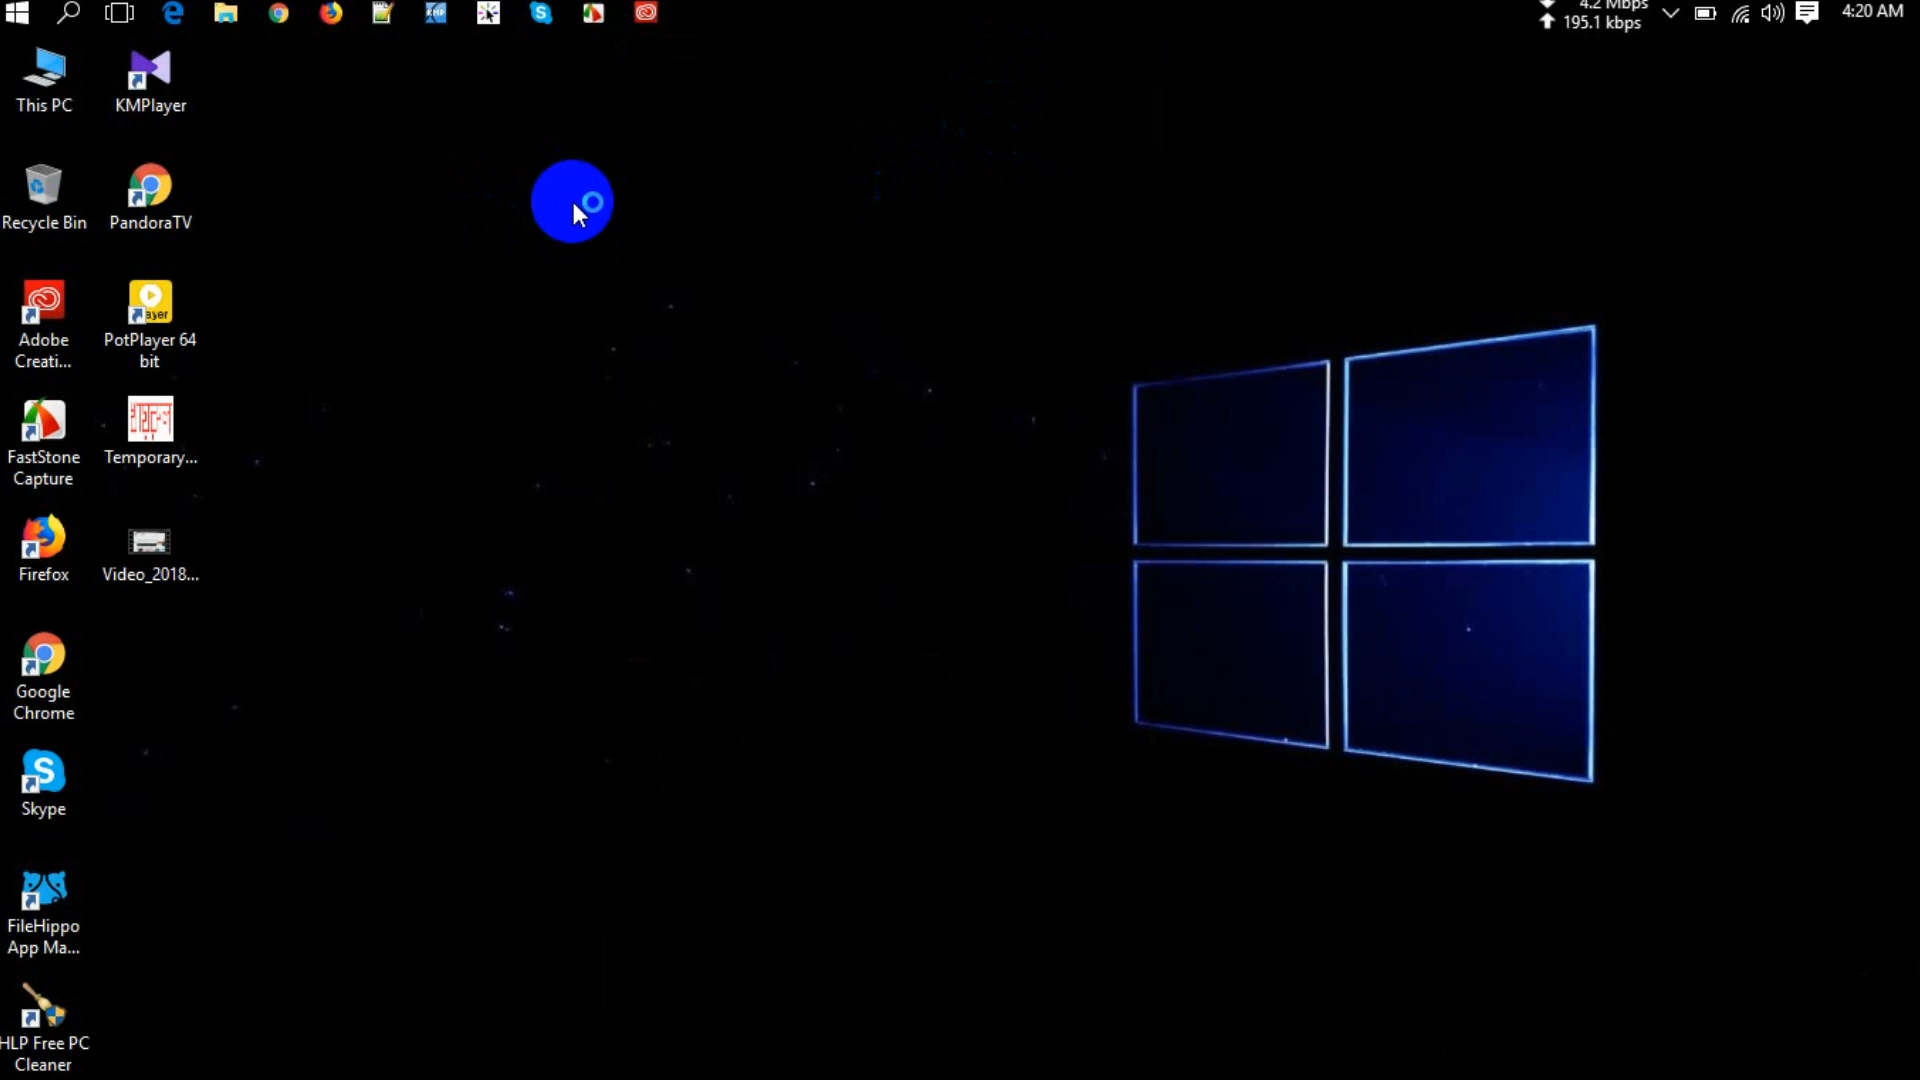 4.2 Mbps
195.1 kbps
4:20 AM
This PC
KMPlayer
Recycle Bin
PandoraTV
Adobe
Creati...
PotPlayer 64
bit
FastStone
Capture
Temporary...
Firefox
Video_2018...
Google
Chrome
Skype
FileHippo
App Ma...
HLP Free PC
Cleaner